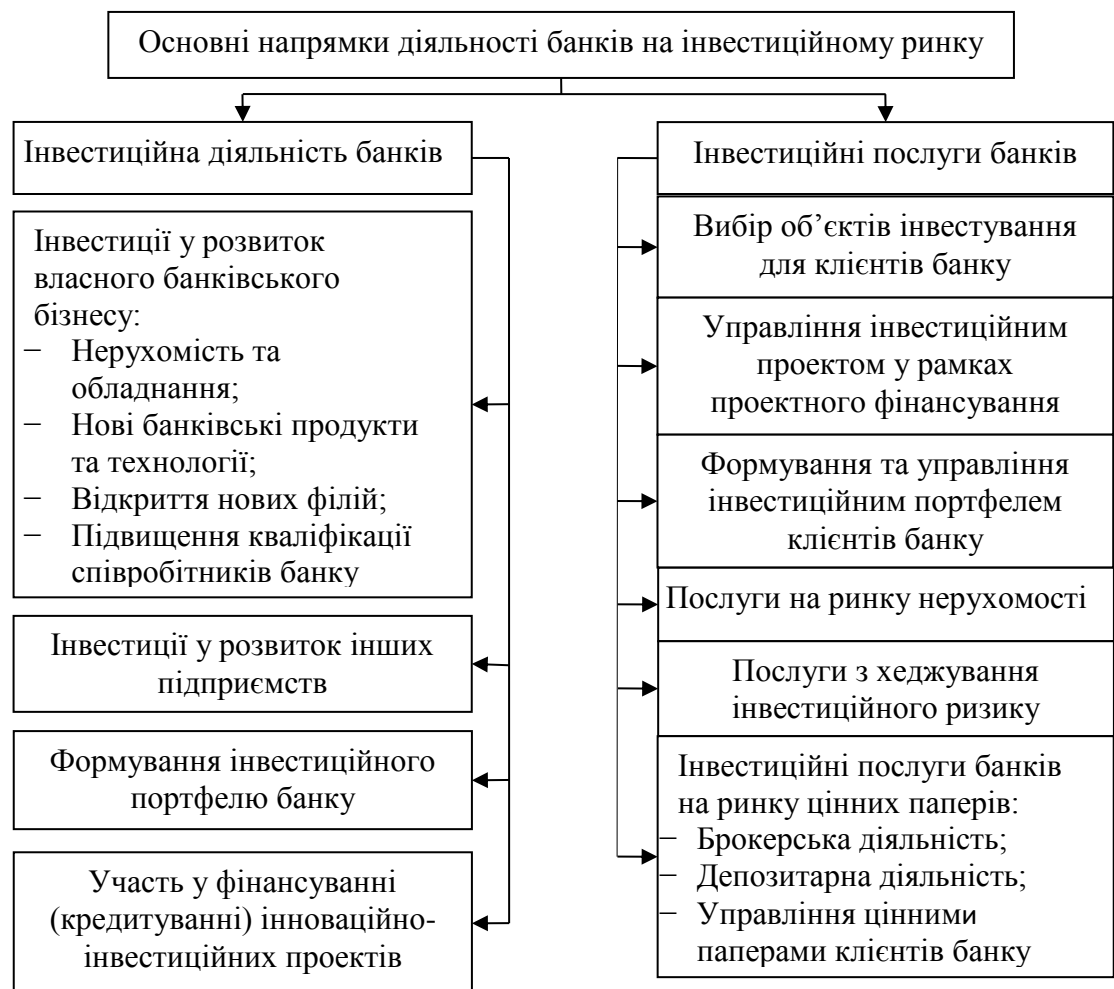 Основні напрямки діяльності банків на інвестиційному ринку
Інвестиційна діяльність банків
Інвестиції у розвиток
власного банківського
бізнесу:
− Нерухомість та
обладнання;
− Нові банківські продукти
та технології;
− Відкриття нових філій;
− Підвищення кваліфікації
співробітників банку
Інвестиції у розвиток інших
підприємств
Формування інвестиційного
портфелю банку
Участь у фінансуванні
(кредитуванні) інноваційно-
інвестиційних проектів
Інвестиційні послуги банків
Вибір об’єктів інвестування
для клієнтів банку
Управління інвестиційним
проектом у рамках
проектного фінансування
Формування та управління
інвестиційним портфелем
клієнтів банку
Послуги на ринку нерухомості
Послуги з хеджування
інвестиційного ризику
Інвестиційні послуги банків
на ринку цінних паперів:
− Брокерська діяльність;
− Депозитарна діяльність;
− Управління цінними
паперами клієнтів банку